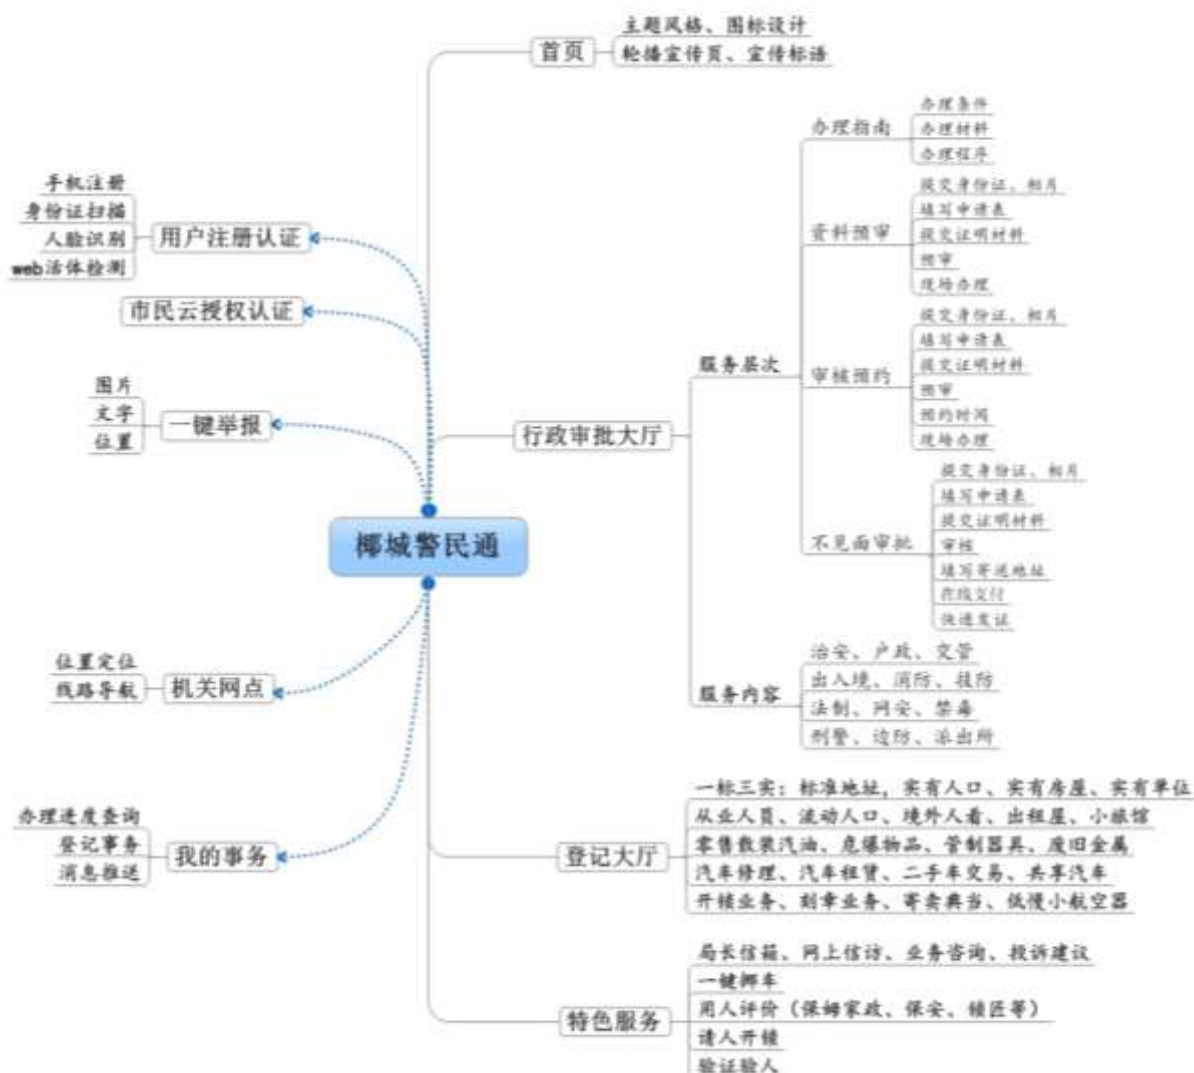 主题风格、图标设计
首页
轮播宣传页、宣传标语
办理条件
办理指南
办理材料
办理程序
手机注册
身份证扫描
人脸识别
web活体检测
用户注册认证
市民云授权认证
提交身份证、相片
填写申请表
资料预审
提交证明材料
预审
现场办理
提交身份证、相片
填写申请表
服务层次
审核预约
提交证明材料
预审
预约时间
现场办理
图片
文字
位置
一键举报
行政审批大厅
提交身份证、相片
填写申请表
提交证明材料
不见面审批
审核
填写寄送地址
在线支付
快递发证
椰城警民通
位置定位
线路导航
机关网点
服务内容
治安、户政、交管
出入境、消防、技防
法制、网安、禁毒
刑警、边防、派出所
办理进度查询
登记事务
消息推送
我的事务
登记大厅
一标三实：标准地址，实有人口、实有房屋、实有单位
从业人员、流动人口、境外人看、出租屋、小旅馆
零售散装汽油、危爆物品、管制器具、废旧金属
汽车修理、汽车租赁、二手车交易、共享汽车
开锁业务、刻章业务、寄卖典当、低慢小航空器
特色服务
局长信箱、网上信访、业务咨询、投诉建议
一键挪车
用人评价（保姆家政、保安、锁匠等）
请人开锁
验证验人